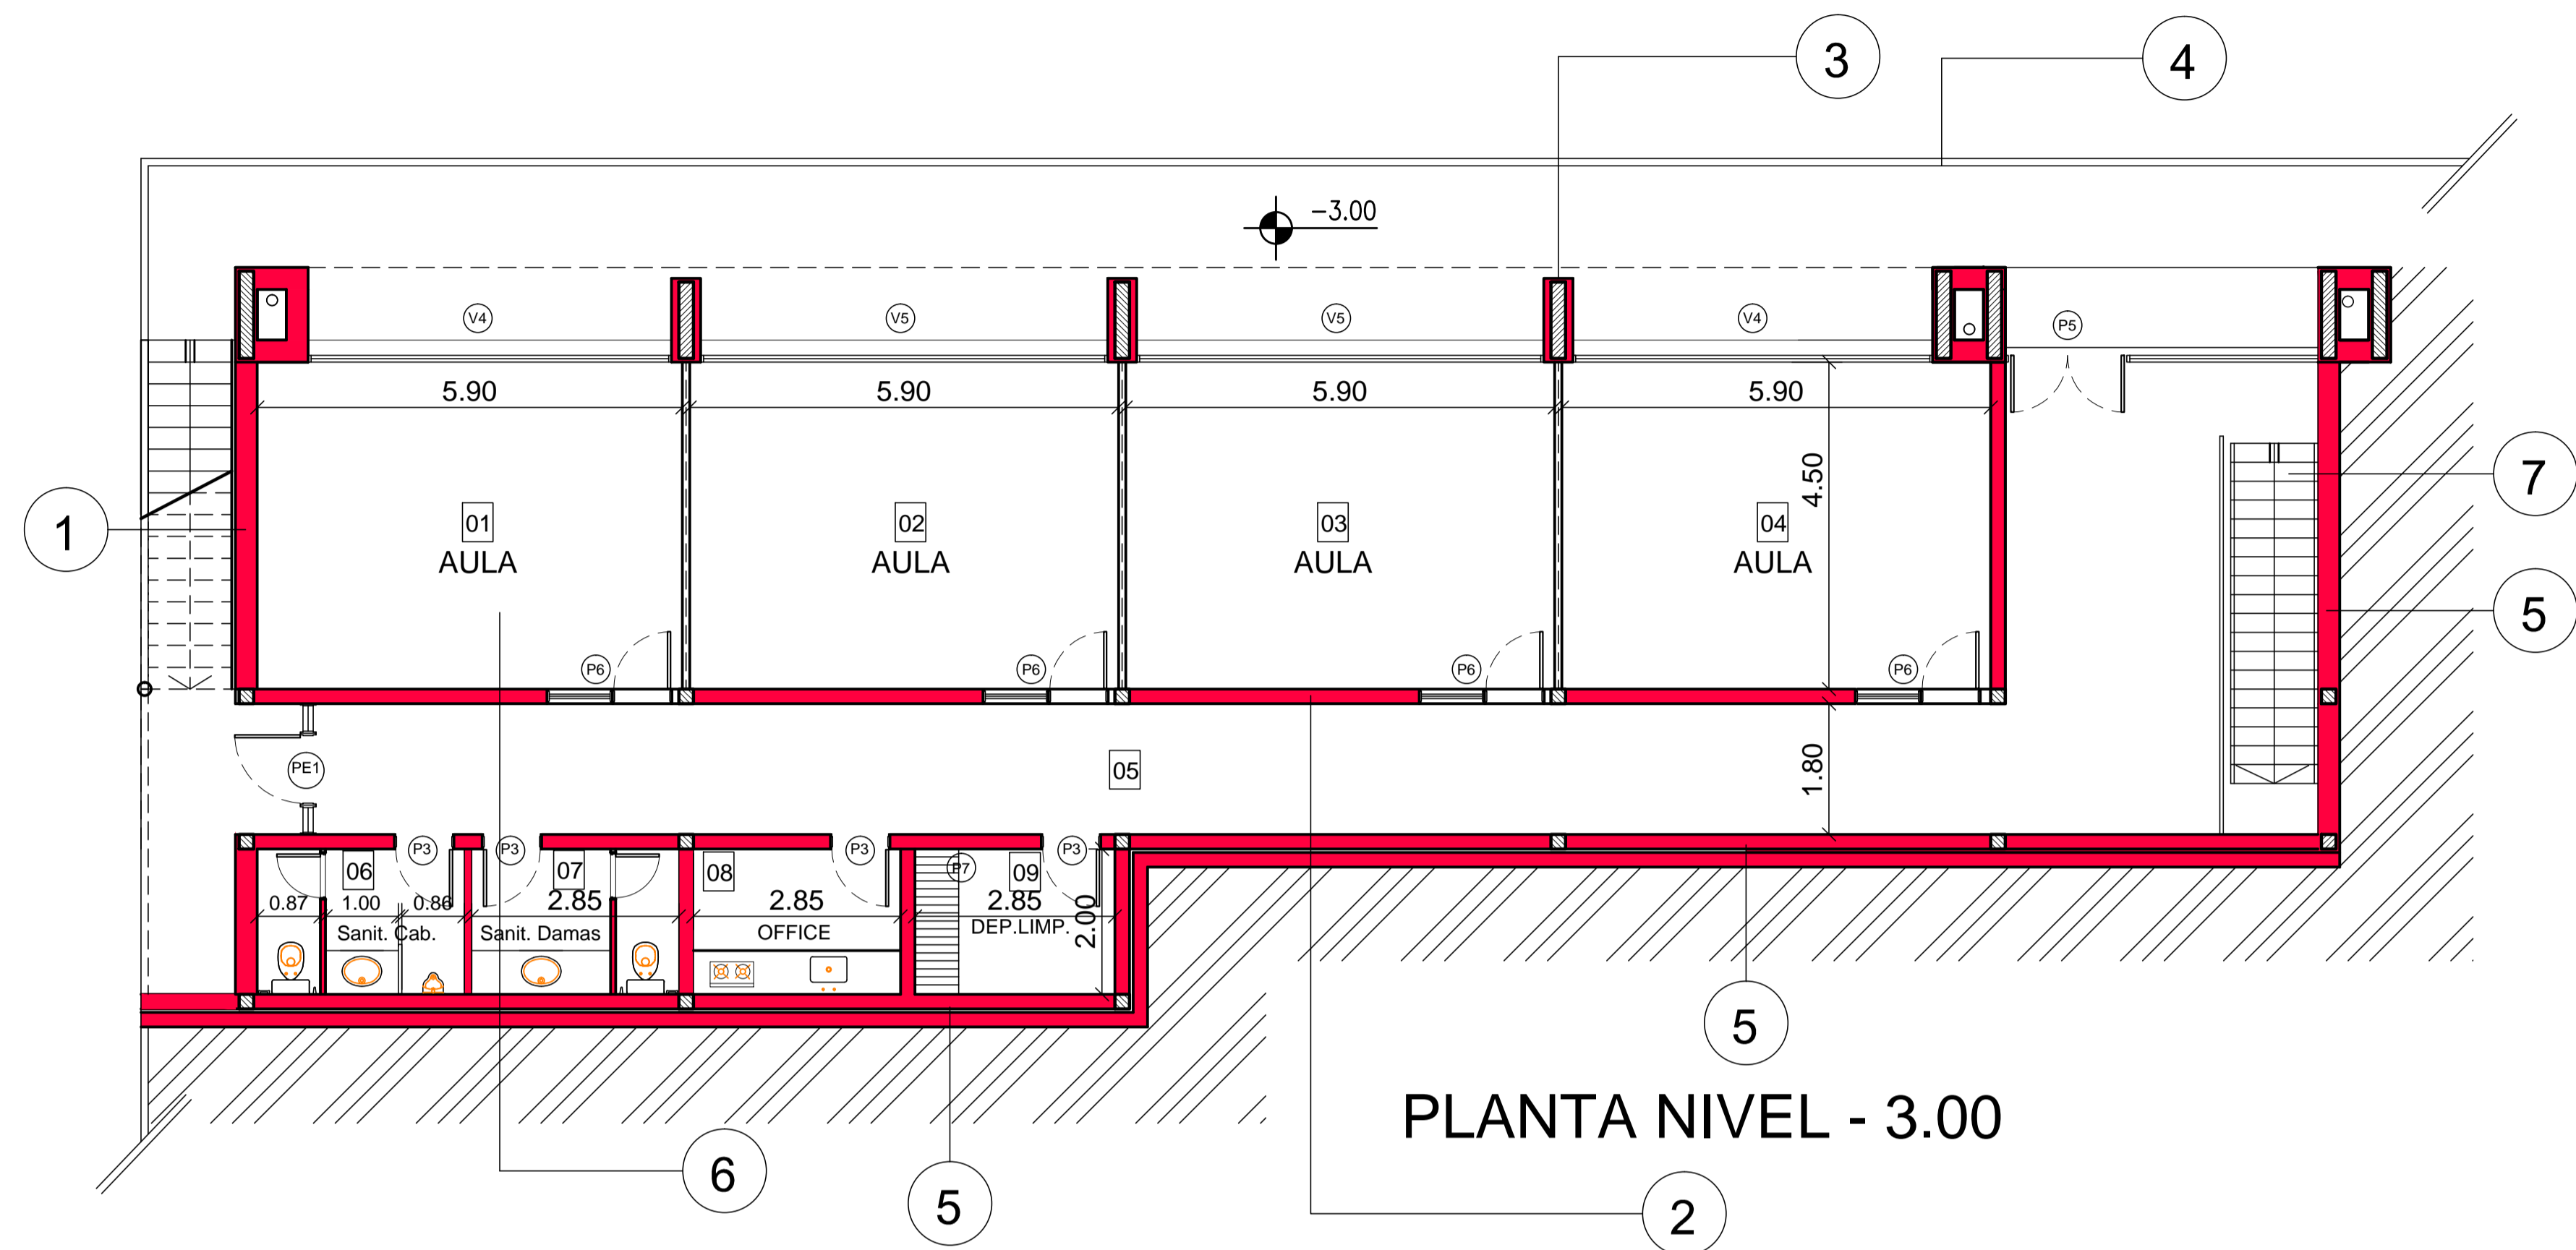 3
4
-3.00
V4
V5
V5
V4
P5
5.90
5.90
5.90
5.90
4.50
7
01
02
03
04
1
AULA
AULA
AULA
AULA
5
P6
P6
P6
P6
PE1
05
1.80
P3
P3
P3
P3
06
07
08
P7
09
0.87
1.00
0.86
2.85
2.85
2.85
2.00
Sanit. Cab.
Sanit. Damas
OFFICE
DEP.LIMP.
5
PLANTA NIVEL - 3.00
6
5
2